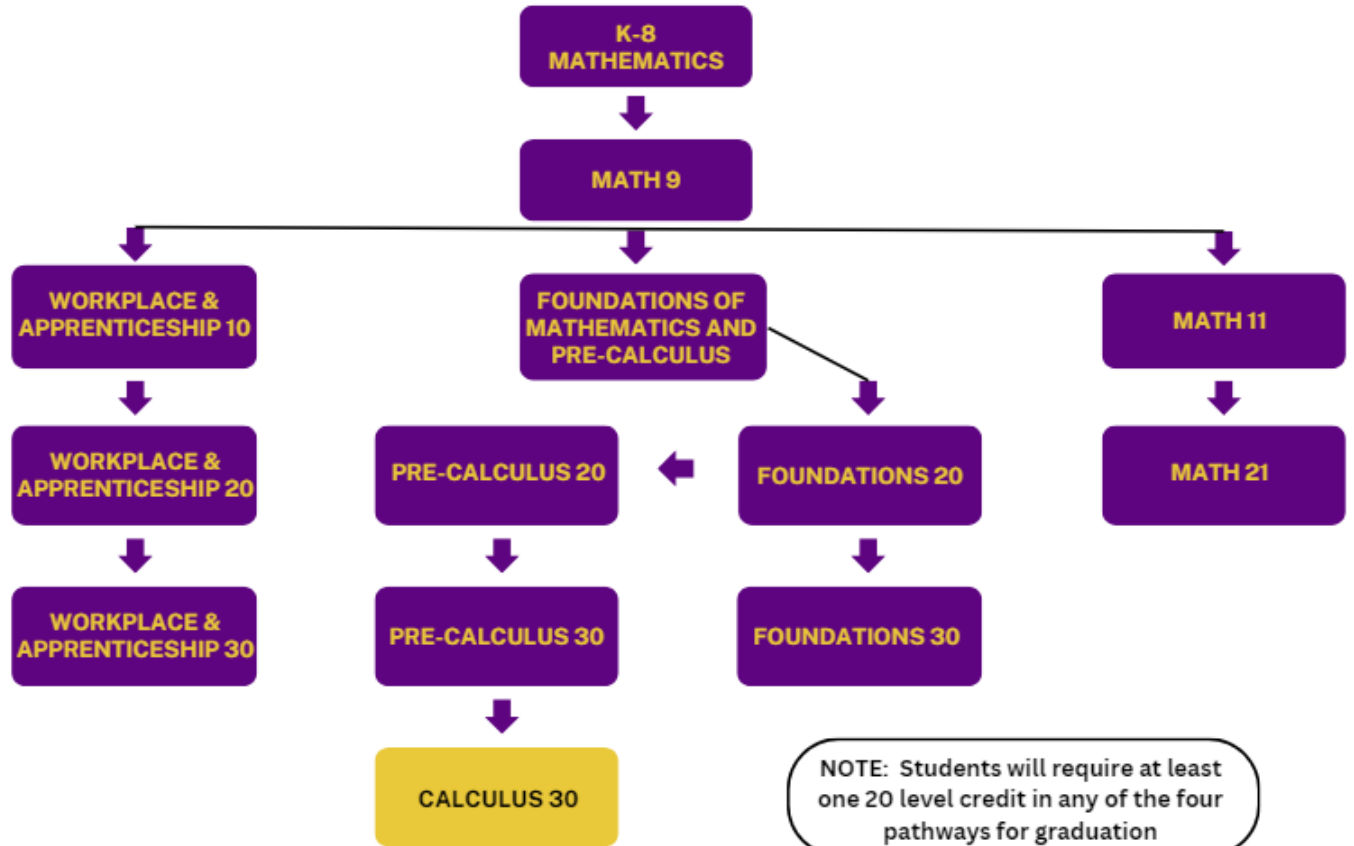 K-8
MATHEMATICS
MATH 9
WORKPLACE &
APPRENTICESHIP 10
FOUNDATIONS OF
MATHEMATICS AND
PRE-CALCULUS
MATH 11
WORKPLACE &
APPRENTICESHIP 20
PRE-CALCULUS 20
FOUNDATIONS 20
MATH 21
WORKPLACE &
APPRENTICESHIP 30
PRE-CALCULUS 30
FOUNDATIONS 30
CALCULUS 30
NOTE: Students will require at least
one 20 level credit in any of the four
pathways for graduation